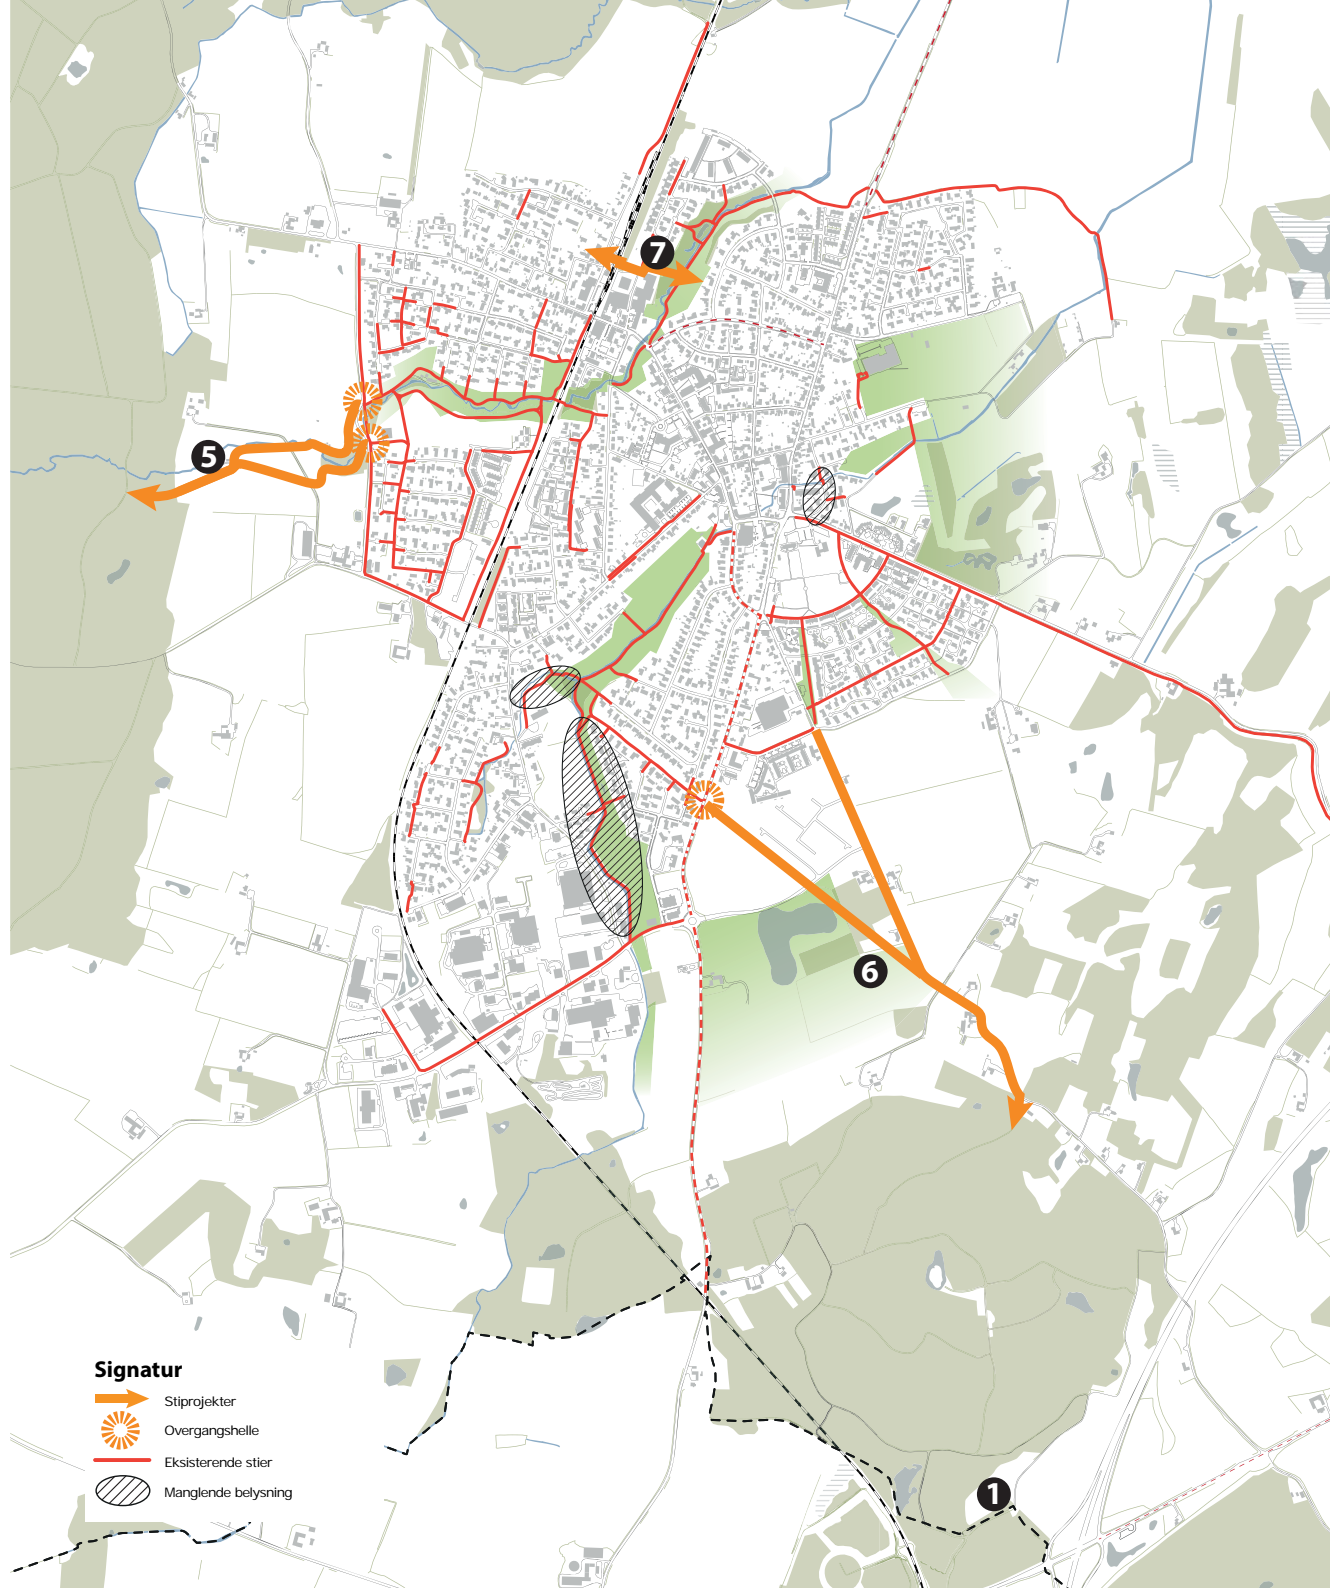 7
5
6
Signatur
Stiprojekter
Overgangshelle
Eksisterende stier
Manglende belysning
1